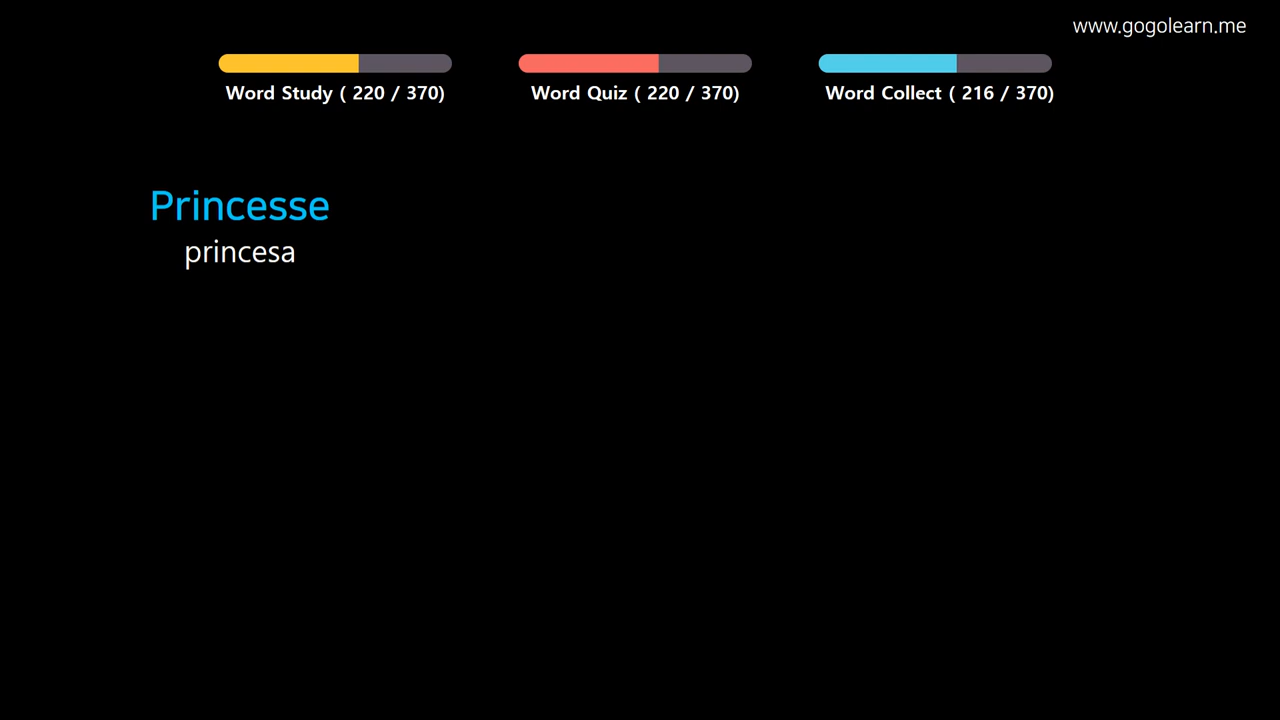 www.gogolearn.me
Word Study ( 220 / 370)
Word Quiz ( 220 / 370)
Word Collect ( 216 / 370)
Princesse
princesa